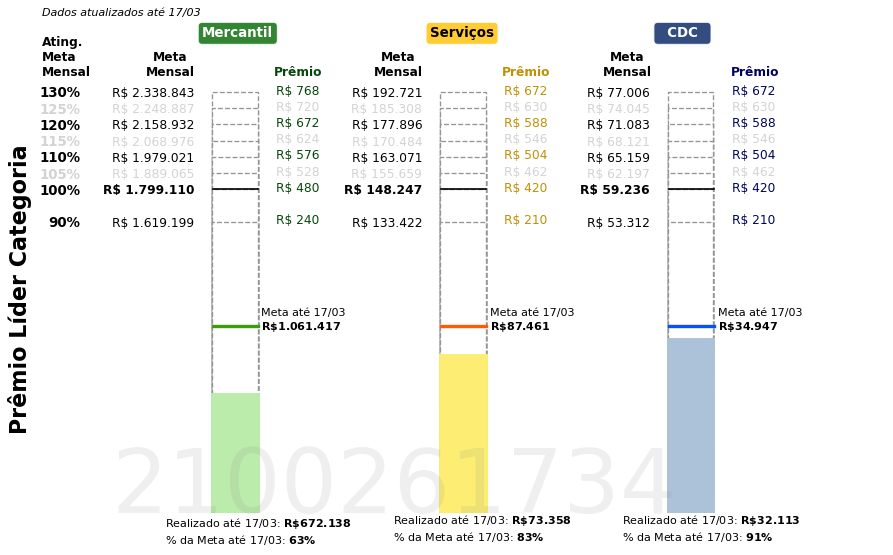 Dados atualizados até 17/03
Mercantil Serviços CDC
Ating.
Meta Meta Meta Meta
Mensal Mensal Prêmio Mensal Prêmio Mensal Prêmio
130% R$ 2.338.843 R$ 768 R$ 192.721 R$ 672 R$ 77.006 R$ 672
125% R$ 2.248.887 R$ 720 R$ 185.308 R$ 630 R$ 74.045 R$ 630
120% R$ 2.158.932 R$ 672 R$ 177.896 R$ 588 R$ 71.083 R$ 588
115% R$ 2.068.976 R$ 624 R$ 170.484 R$ 546 R$ 68.121 R$ 546
110% R$ 1.979.021 R$ 576 R$ 163.071 R$ 504 R$ 65.159 R$ 504
105% R$ 1.889.065 R$ 528 R$ 155.659 R$ 462 R$ 62.197 R$ 462
100% R$ 1.799.110 R$ 480 R$ 148.247 R$ 420 R$ 59.236 R$ 420
90% R$ 1.619.199 R$ 240 R$ 133.422 R$ 210 R$ 53.312 R$ 210
Prêmio Líder Categoria
Meta até 17/03 Meta até 17/03 Meta até 17/03
R$1.061.417 R$87.461 R$34.947
2100261734
Realizado até 17/03: R$672.138 Realizado até 17/03: R$73.358 Realizado até 17/03: R$32.113
% da Meta até 17/03: 63% % da Meta até 17/03: 83% % da Meta até 17/03: 91%